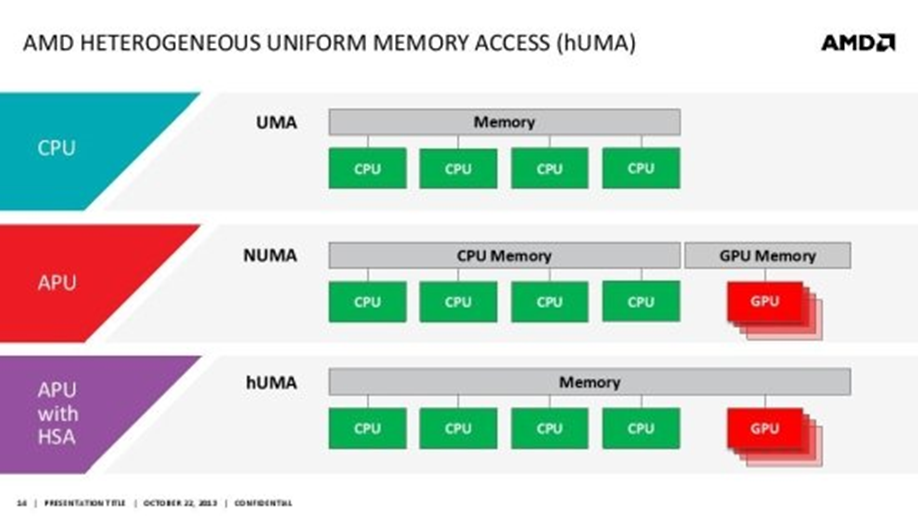 AMD HETEROGENEOUS UNIFORM MEMORY ACCESS (hUMA)
AMD
CPU
UMA
Memory
CPU CPU CPU CPU
APU
NUMA
CPU Memory GPU Memory
CPU CPU CPU CPU GPU
APU
with
HSA
hUMA
Memory
CPU CPU CPU CPU GPU
14 | PRESENTATION TITLE | OCTOBER 22, 2013 | CONFIDENTIAL